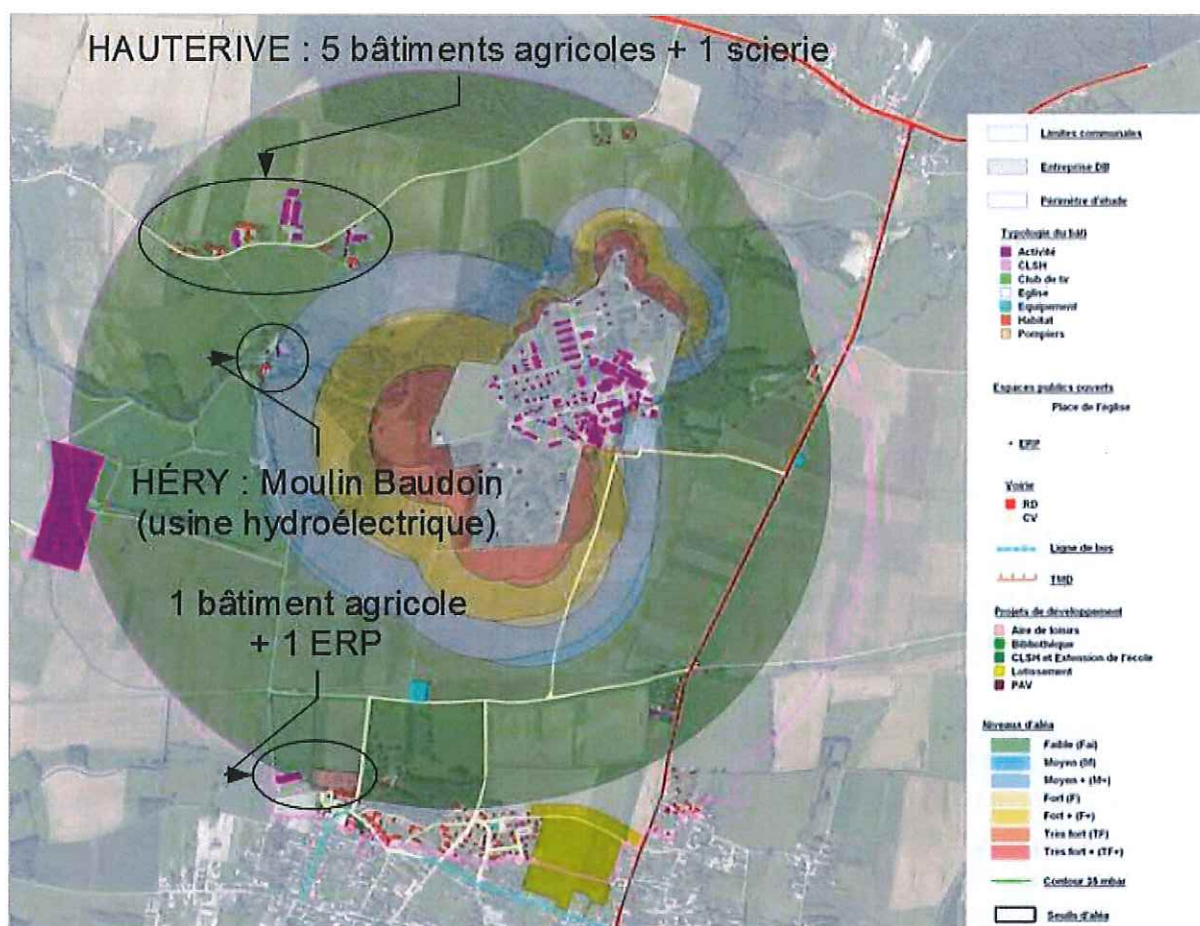 HAUTERIVE : 5 bâtiments agricoles + 1 scierie
HÉRY : Moulin Baudoin
(usine hydroélectrique)
1 bâtiment agricole
+ 1 ERP
Limites communales
Entreprise DB
Périmètre d'étude
Typologie du bâti
Activité
CLSH
Club de tir
Eglise
Equipement
Habitat
Pompiers
Espaces publics ouverts
Place de l'église
ERP
Voirie
RD
CV
Ligne de bus
TMD
Projets de développement
Aire de loisirs
Bibliothèque
CLSH et Extension de l'école
Lotissement
PAV
Niveaux d'aléa
Faible (Fai)
Moyen (M)
Moyen + (M+)
Fort (F)
Fort + (F+)
Très fort (TF)
Très fort + (TF+)
Contour 35 mbar
Seuils d'aléa